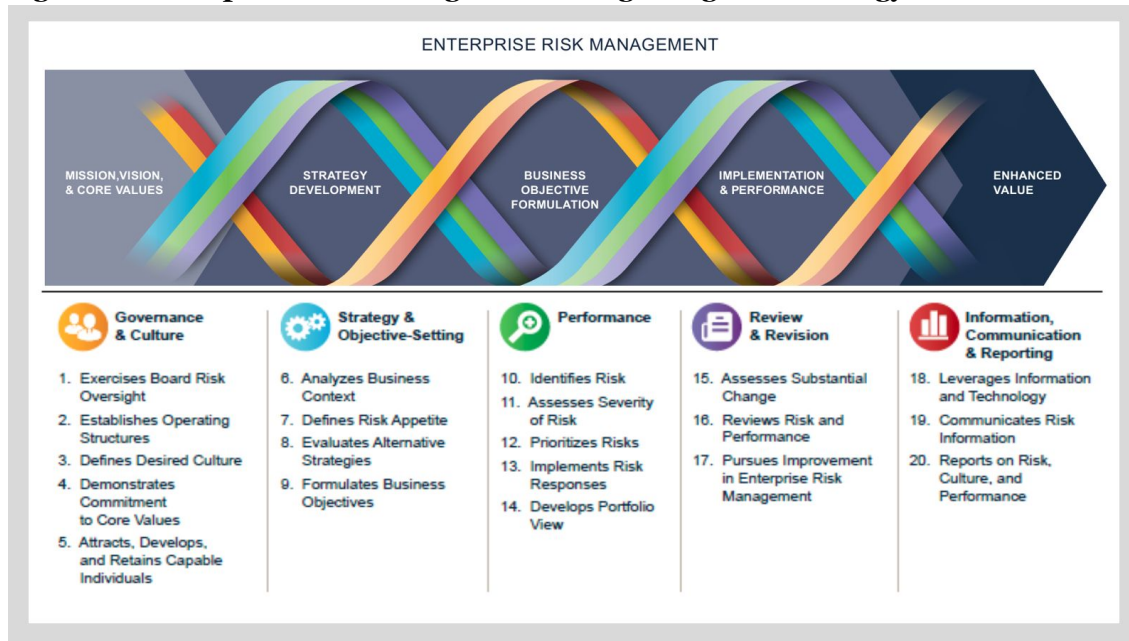 ENTERPRISE RISK MANAGEMENT
MISSION,VISION,
& CORE VALUES
STRATEGY
DEVELOPMENT
BUSINESS
OBJECTIVE
FORMULATION
IMPLEMENTATION
& PERFORMANCE
ENHANCED
VALUE
Governance
& Culture
1. Exercises Board Risk
Oversight
2. Establishes Operating
Structures
3. Defines Desired Culture
4. Demonstrates
Commitment
to Core Values
5. Attracts, Develops,
and Retains Capable
Individuals
Strategy &
Objective-Setting
6. Analyzes Business
Context
7. Defines Risk Appetite
8. Evaluates Alternative
Strategies
9. Formulates Business
Objectives
Performance
10. Identifies Risk
11. Assesses Severity
of Risk
12. Prioritizes Risks
13. Implements Risk
Responses
14. Develops Portfolio
View
Review
& Revision
15. Assesses Substantial
Change
16. Reviews Risk and
Performance
17. Pursues Improvement
in Enterprise Risk
Management
Information,
Communication
& Reporting
18. Leverages Information
and Technology
19. Communicates Risk
Information
20. Reports on Risk,
Culture, and
Performance